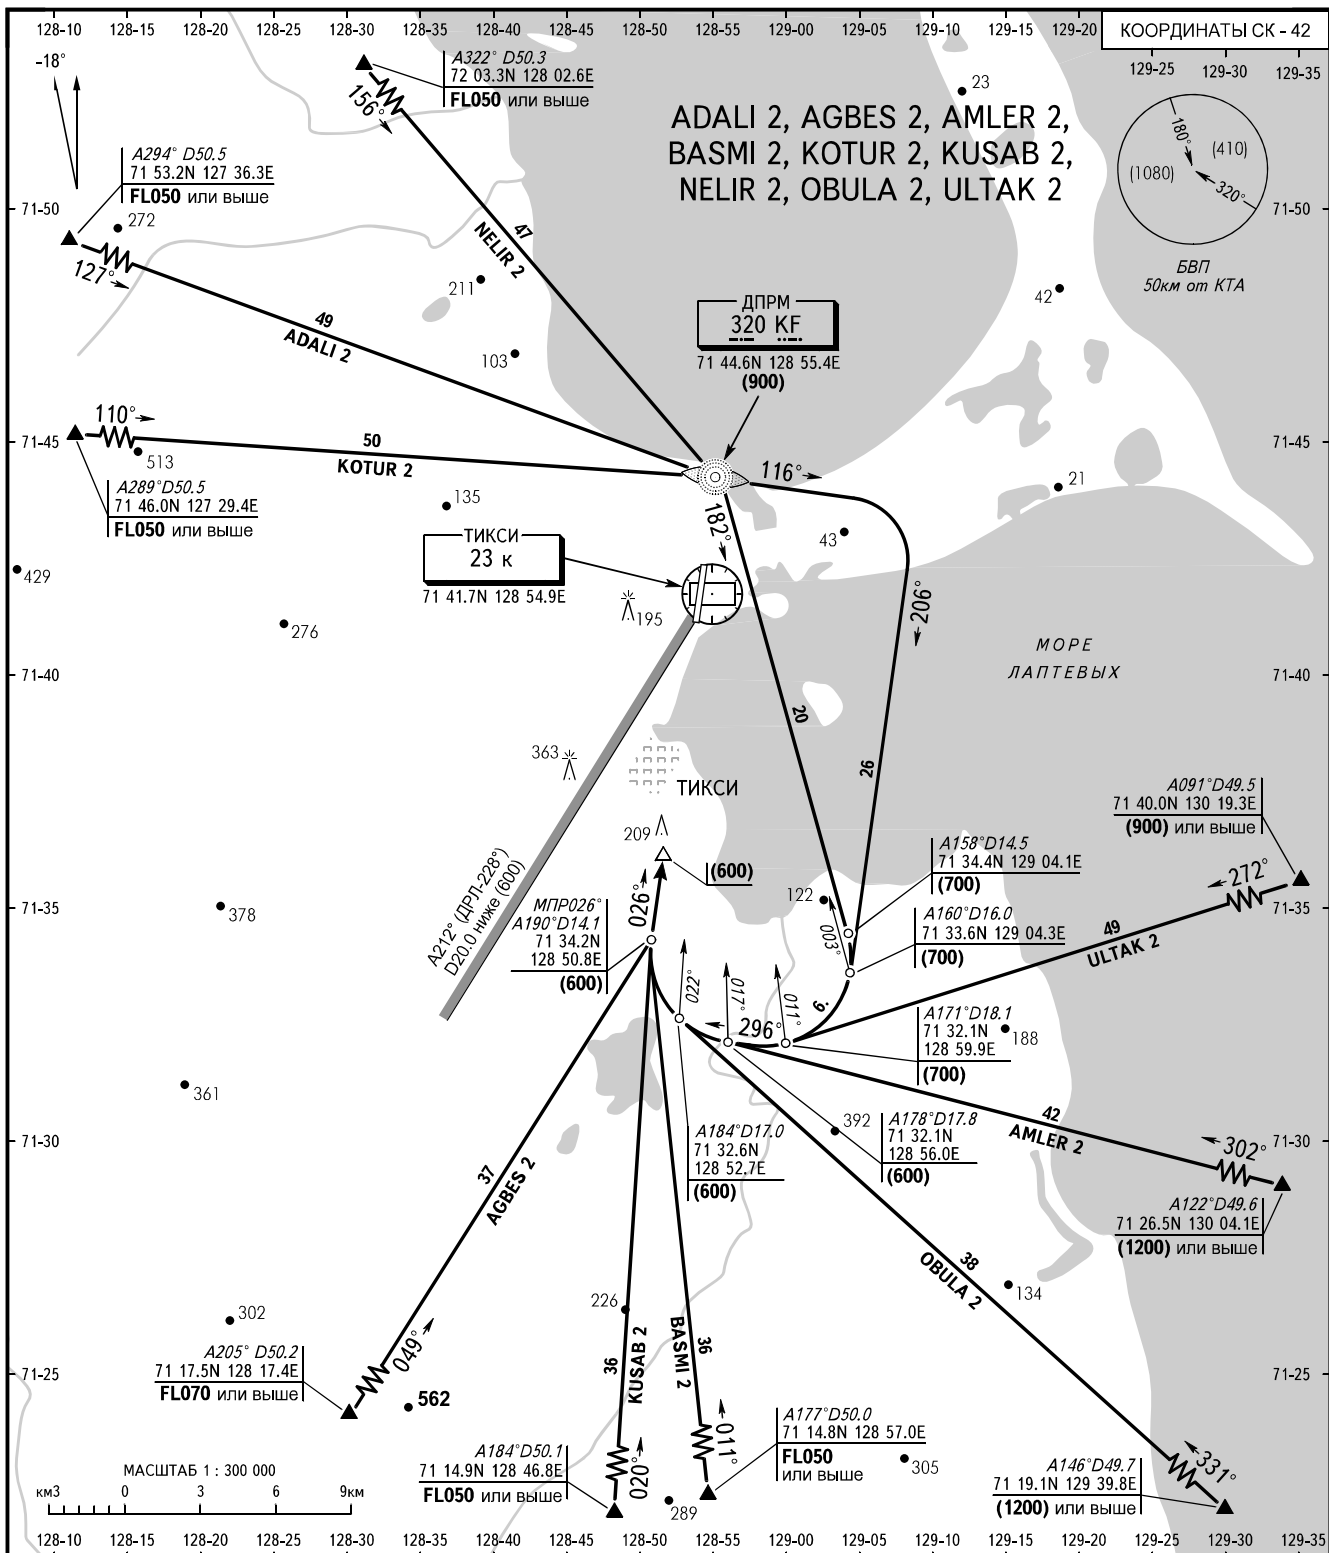 128-10 128-15 128-20 128-25 128-30 128-35 128-40 128-45 128-50 128-55 129-00 129-05 129-10 129-15 129-20
КООРДИНАТЫ СК - 42
129-25 129-30 129-35
-18°
A322° D50.3
72 03.3N 128 02.6E
FL050 или выше
156°
23
ADALI 2, AGBES 2, AMLER 2,
BASMI 2, KOTUR 2, KUSAB 2,
NELIR 2, OBULA 2, ULTAK 2
180°
(410)
(1080)
320°
БВП
50км от КТА
A294° D50.5
71 53.2N 127 36.3E
FL050 или выше
71-50
71-50
272
127°
47
NELIR 2
211
42
49
ADALI 2
103
ДПРМ
320 KF
71 44.6N 128 55.4E
(900)
71-45
71-45
110°
50
KOTUR 2
513
A289°D50.5
71 46.0N 127 29.4E
FL050 или выше
135
116°
21
182°
43
ТИКСИ
23 к
71 41.7N 128 54.9E
429
195
276
206°
МОРЕ
ЛАПТЕВЫХ
71-40
71-40
20
26
363
ТИКСИ
A091°D49.5
71 40.0N 130 19.3E
(900) или выше
209
(600)
A158°D14.5
71 34.4N 129 04.1E
(700)
272°
A212° (ДРЛ-228°)
D20.0 ниже (600)
026°
122
003°
A160°D16.0
71 33.6N 129 04.3E
(700)
71-35
71-35
378
МПР026°
A190°D14.1
71 34.2N
128 50.8E
(600)
49
ULTAK 2
022°
017°
011°
6.
296°
A171°D18.1
71 32.1N
128 59.9E
(700)
188
361
392
A184°D17.0
71 32.6N
128 52.7E
(600)
A178°D17.8
71 32.1N
128 56.0E
(600)
42
AMLER 2
71-30
71-30
302°
37
AGBES 2
A122°D49.6
71 26.5N 130 04.1E
(1200) или выше
38
OBULA 2
134
302
226
049°
A205° D50.2
71 17.5N 128 17.4E
FL070 или выше
36
KUSAB 2
36
BASMI 2
71-25
71-25
562
A177°D50.0
71 14.8N 128 57.0E
FL050
или выше
A184°D50.1
71 14.9N 128 46.8E
FL050 или выше
020°
011°
305
289
331°
A146°D49.7
71 19.1N 129 39.8E
(1200) или выше
МАСШТАБ 1 : 300 000
км3 0 3 6 9км
128-10 128-15 128-20 128-25 128-30 128-35 128-40 128-45 128-50 128-55 129-00 129-05 129-10 129-15 129-20 129-25 129-30 129-35